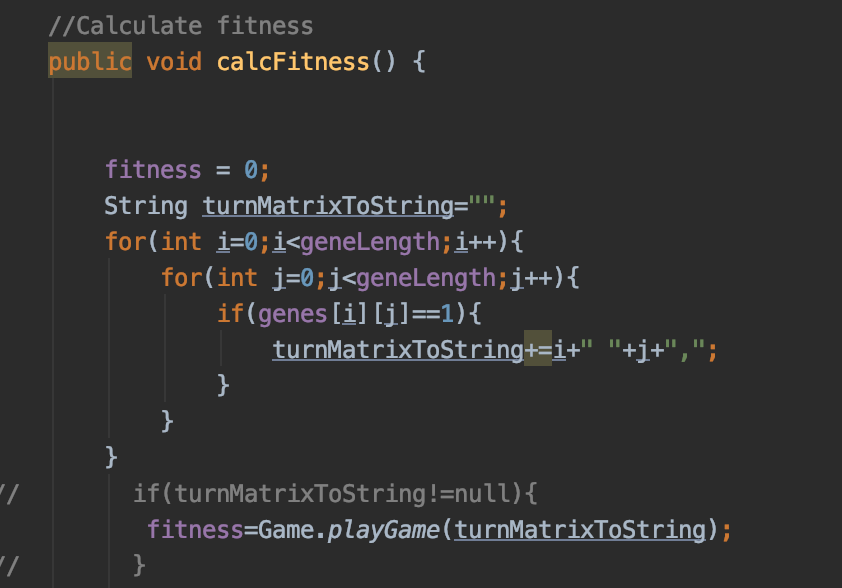 //Calculate fitness
public void calcFitness() {
fitness = 0;
String turnMatrixToString="";
for(int i=0;i<geneLength;i++){
for(int j=0;j<geneLength;j++){
if(genes[i][j]==1){
turnMatrixToString+=i+" "+j+",";
}
}
}
// if(turnMatrixToString!=null){
fitness=Game.playGame(turnMatrixToString);
// }